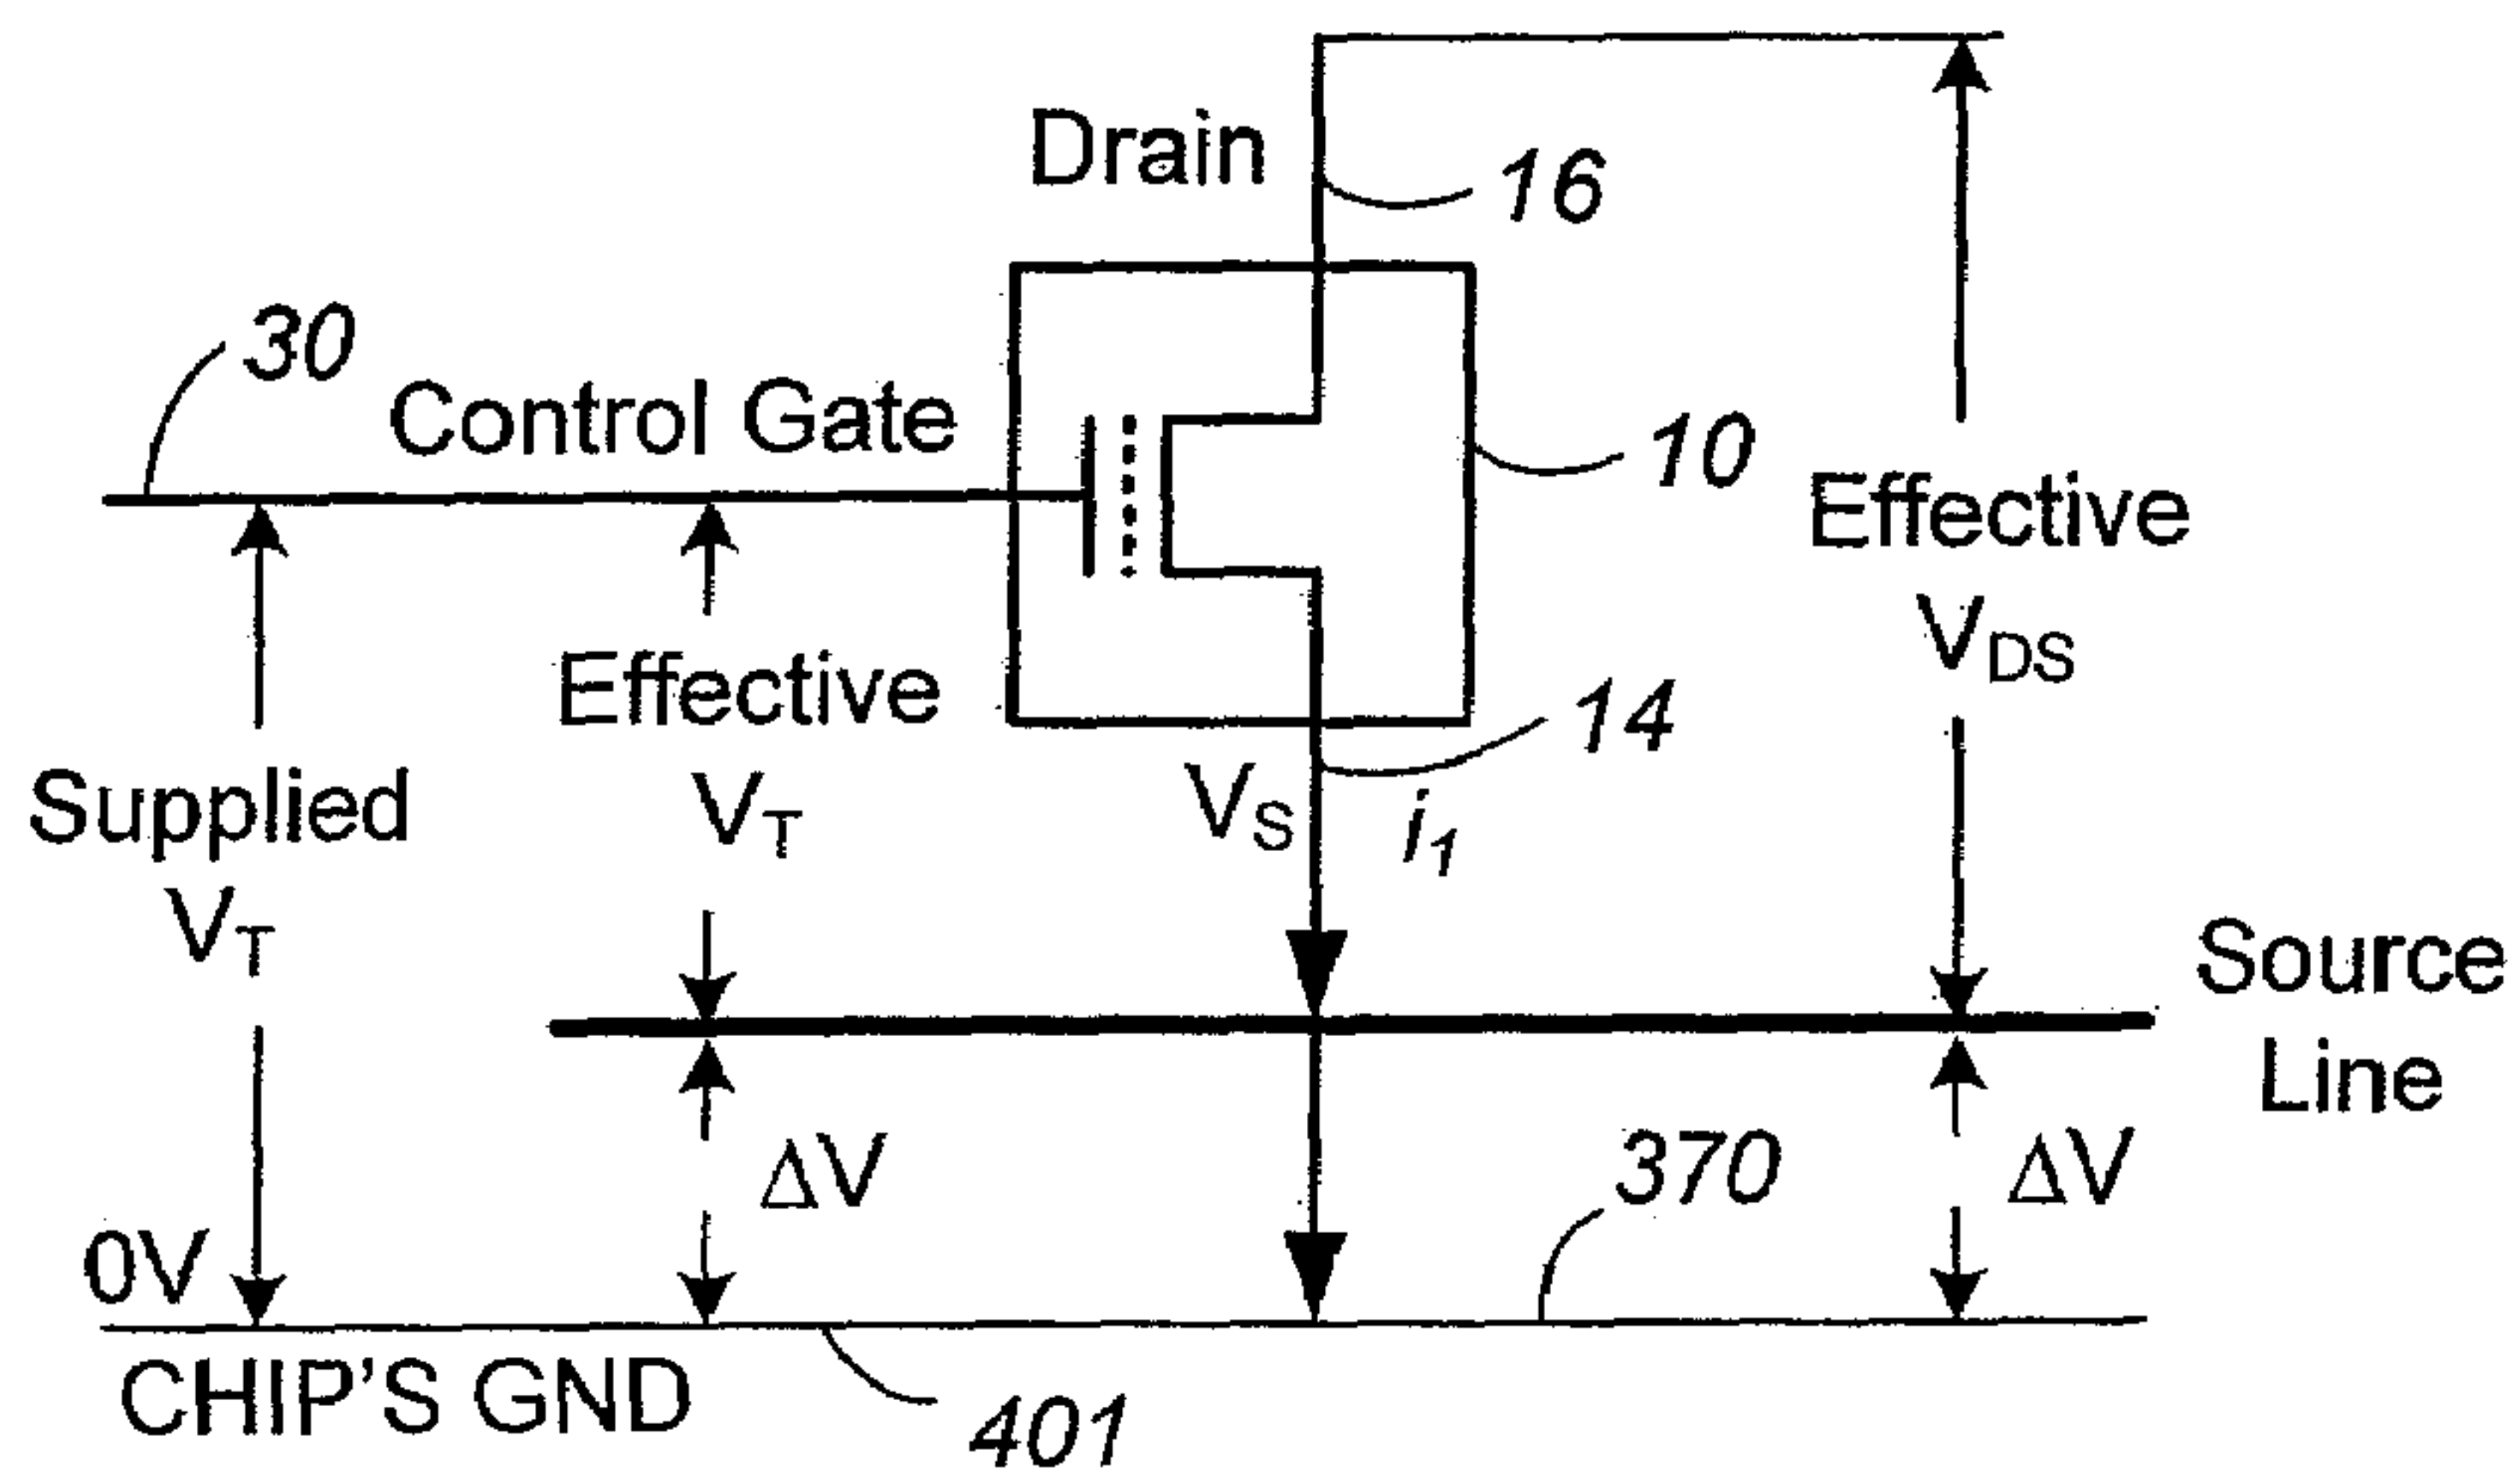 Drain
16
30
Control Gate
10
Effective
V_DS
Effective
V_T
14
Supplied
V_T
V_S
i_1
Source
Line
ΔV
370
ΔV
0V
CHIP'S GND
401